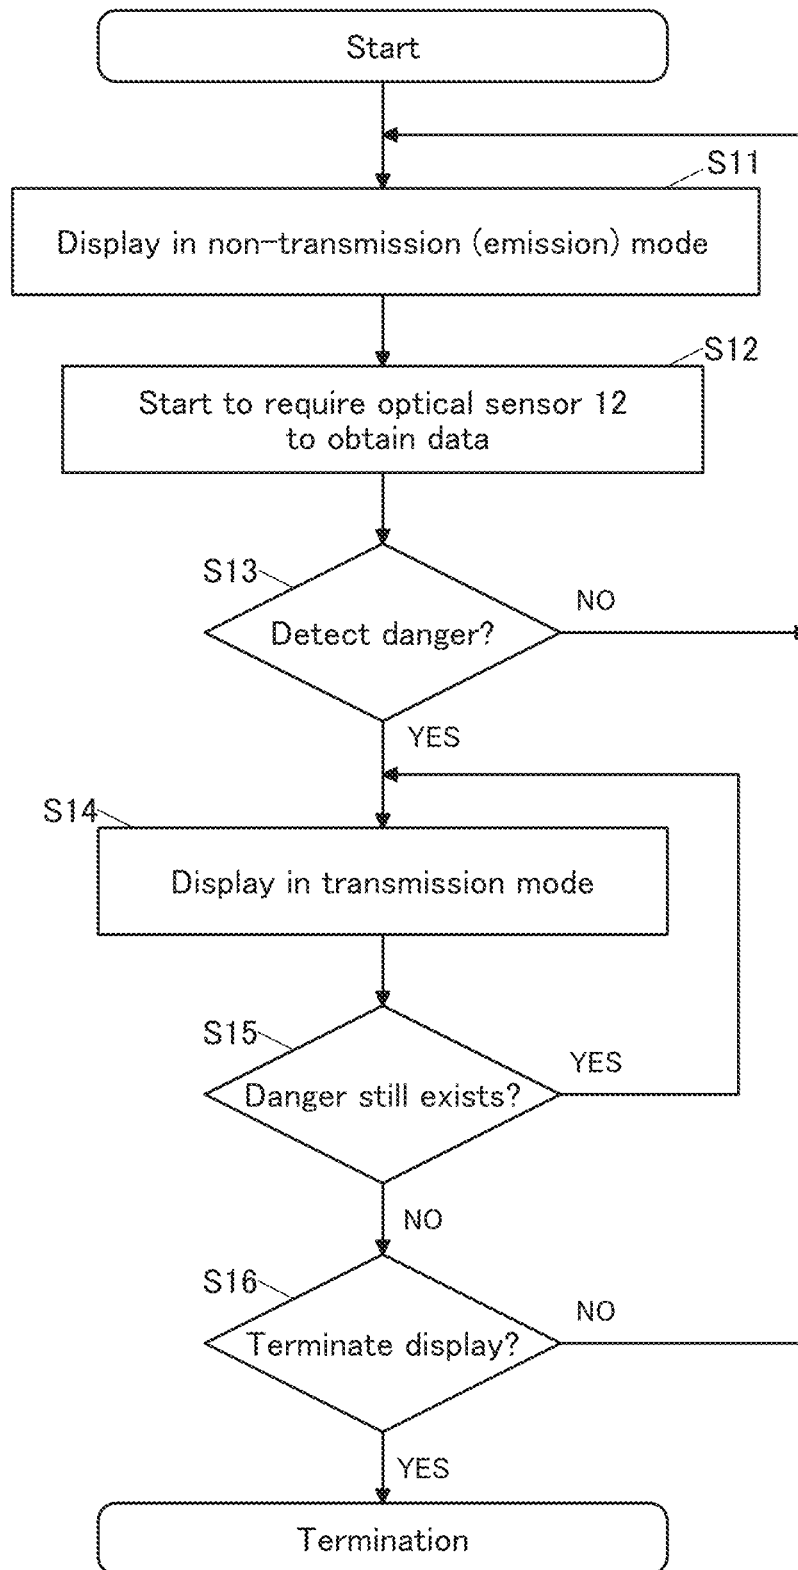 Start
S11
Display in non-transmission (emission) mode
S12
Start to require optical sensor 12
to obtain data
S13
Detect danger?
NO
YES
S14
Display in transmission mode
S15
Danger still exists?
YES
NO
S16
Terminate display?
NO
YES
Termination